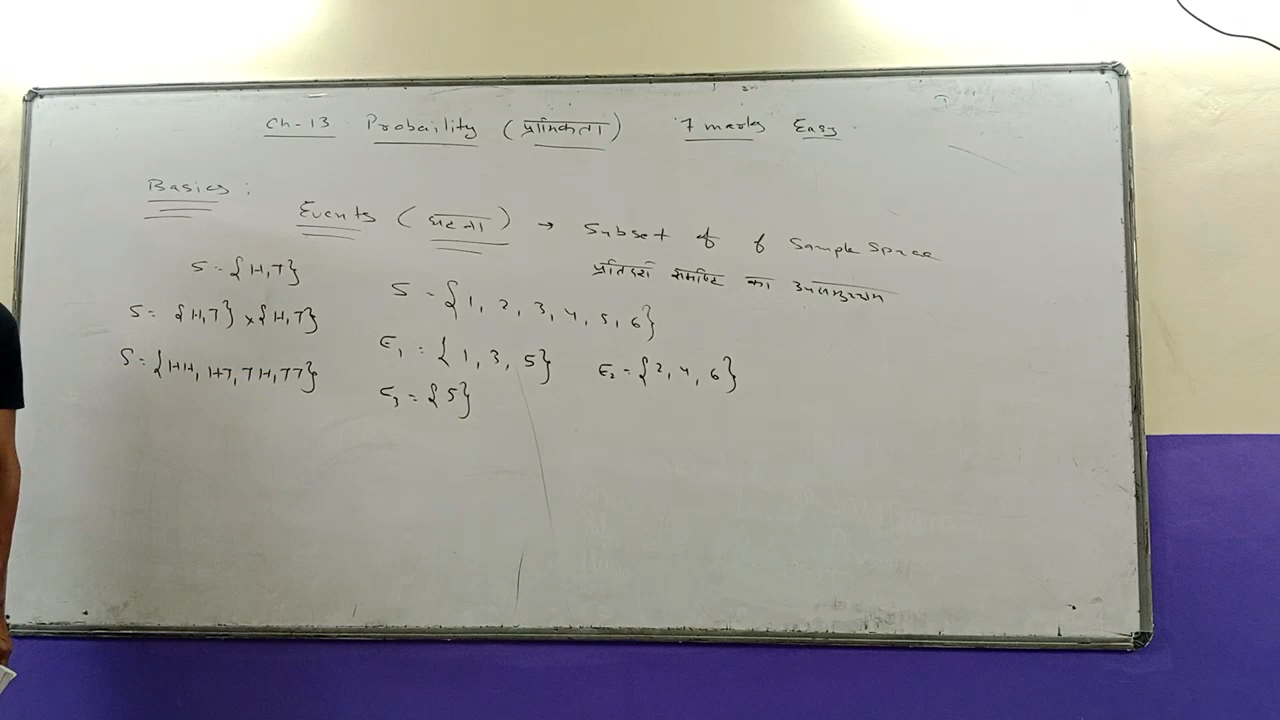 Ch-13 Probaility (प्रायिकता) 7 marks Easy
Basics :
Events (घटना) → Subset of of Sample Space
प्रतिदर्श समष्टि का उपसमुच्चय
S = {H,T}
S = {H,T} × {H,T}
S = {HH, HT, TH, TT}
S = {1, 2, 3, 4, 5, 6}
E₁ = {1, 3, 5} E₂ = {2, 4, 6}
E₃ = {5}